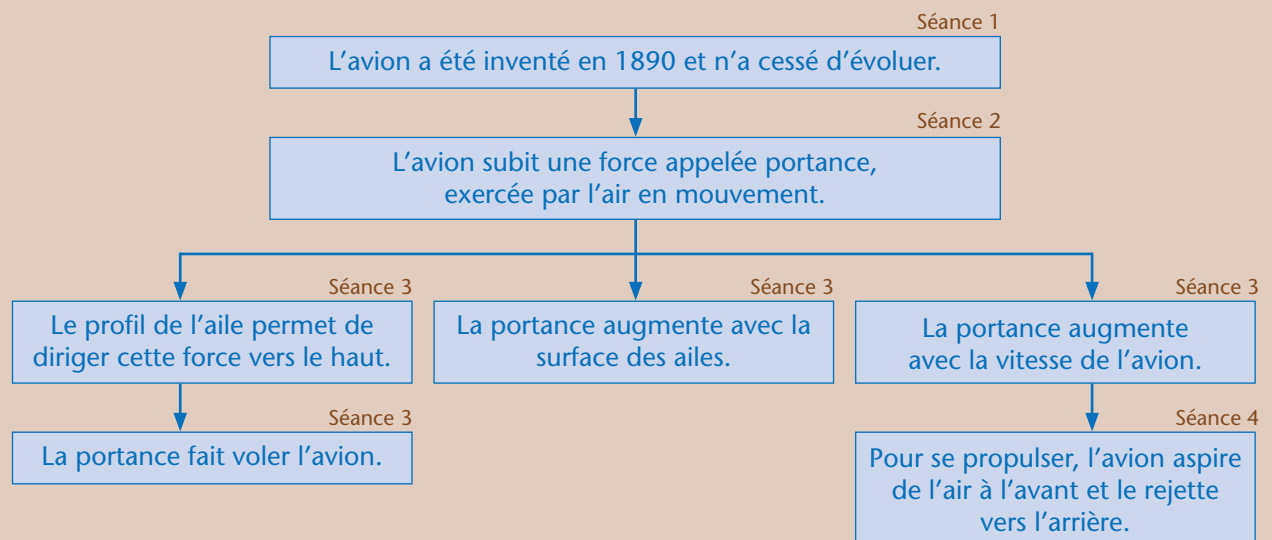 Séance 1
L'avion a été inventé en 1890 et n'a cessé d'évoluer.
Séance 2
L'avion subit une force appelée portance,
exercée par l'air en mouvement.
Séance 3
Le profil de l'aile permet de
diriger cette force vers le haut.
Séance 3
La portance augmente avec la
surface des ailes.
Séance 3
La portance augmente
avec la vitesse de l'avion.
Séance 3
La portance fait voler l'avion.
Séance 4
Pour se propulser, l'avion aspire
de l'air à l'avant et le rejette
vers l'arrière.